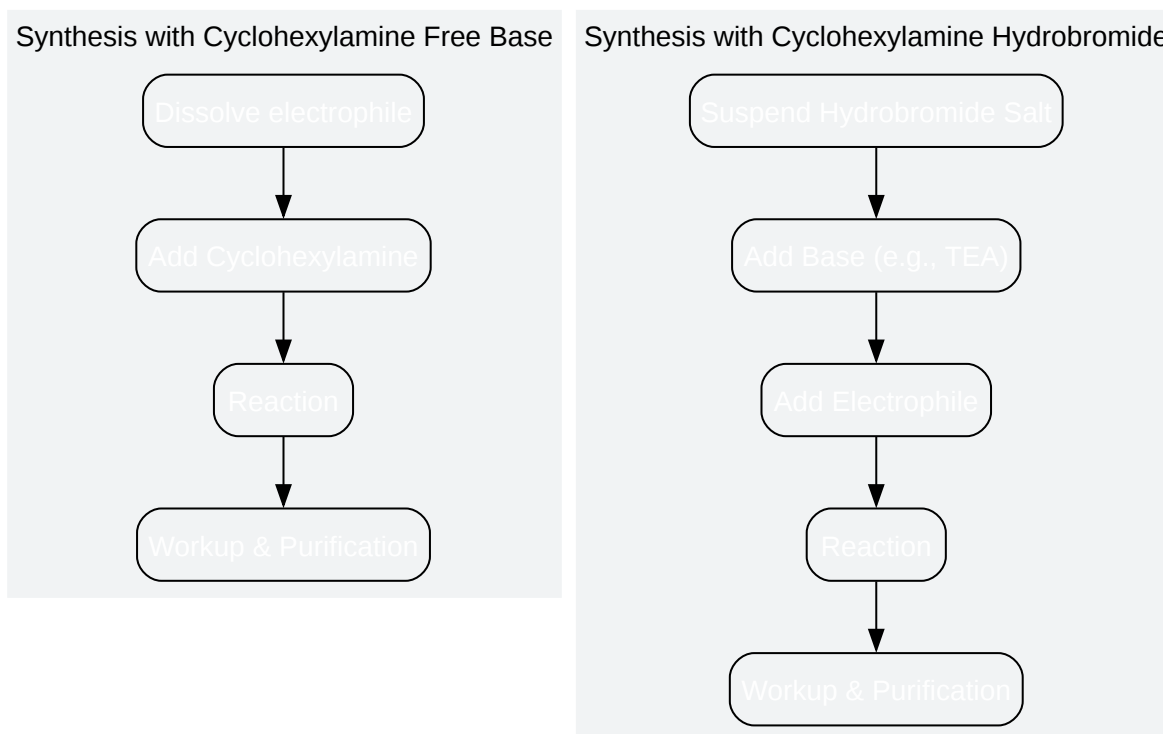 Synthesis with Cyclohexylamine Free Base
Dissolve electrophile
Add Cyclohexylamine
Reaction
Workup & Purification
Synthesis with Cyclohexylamine Hydrobromide
Suspend Hydrobromide Salt
Add Base (e.g., TEA)
Add Electrophile
Reaction
Workup & Purification